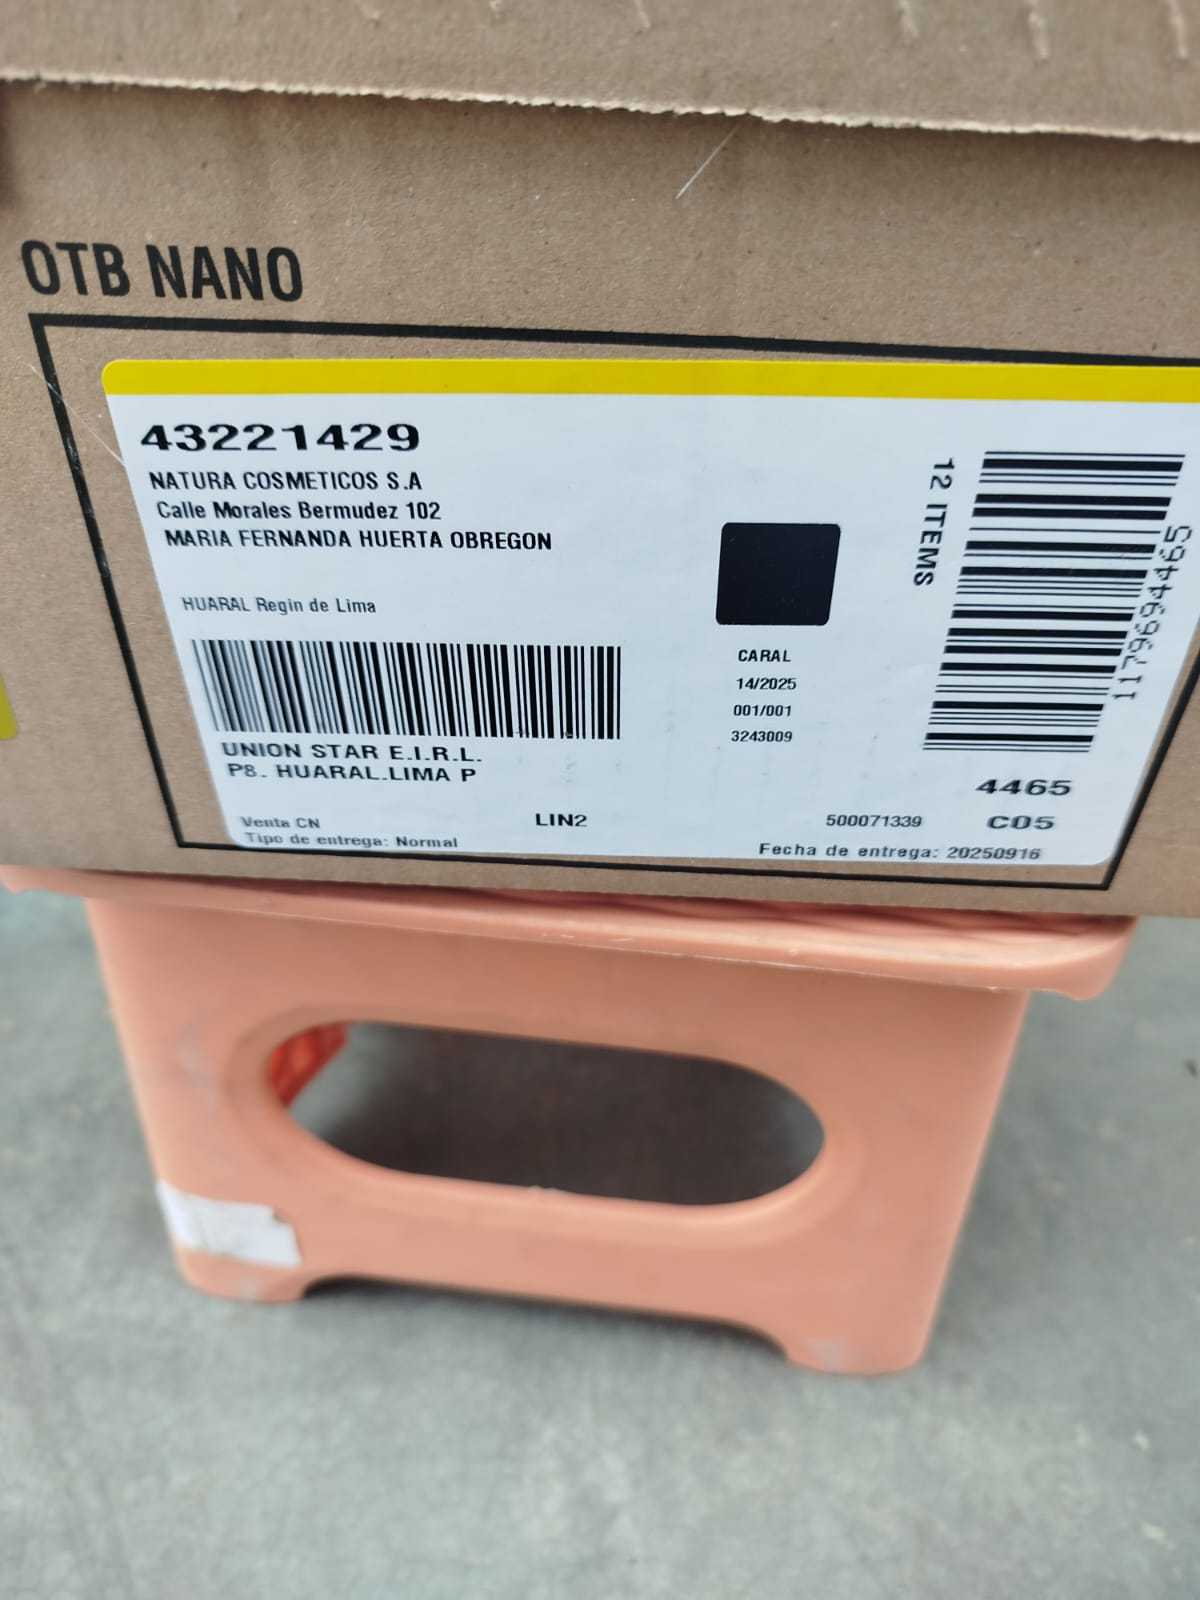 OTB NANO
43221429
NATURA COSMETICOS S.A
Calle Morales Bermudez 102
MARIA FERNANDA HUERTA OBREGON
HUARAL Regin de Lima
UNION STAR E.I.R.L.
P8. HUARAL.LIMA P
Venta CN
Tipo de entrega: Normal
LIN2
CARAL
14/2025
001/001
3243009
12 ITEMS
1179694465
4465
500071339
C05
Fecha de entrega: 20250916